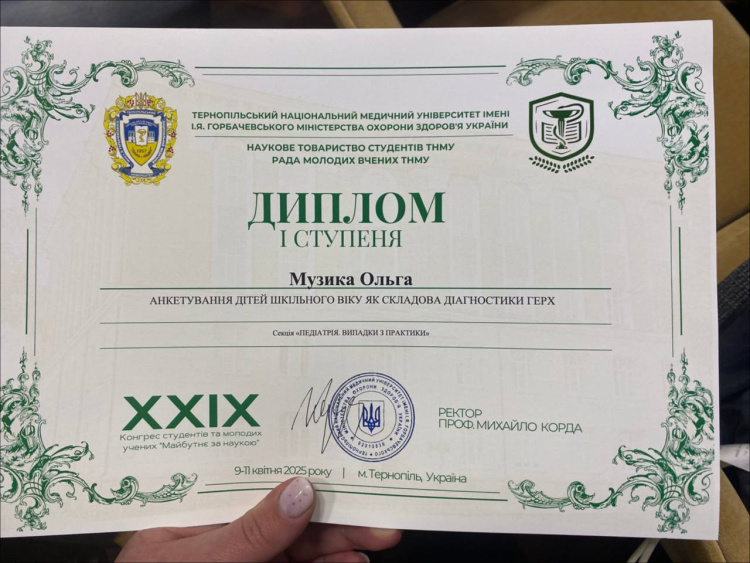 ТЕРНОПІЛЬСЬКИЙ НАЦІОНАЛЬНИЙ МЕДИЧНИЙ УНІВЕРСИТЕТ ІМЕНІ
І.Я. ГОРБАЧЕВСЬКОГО МІНІСТЕРСТВА ОХОРОНИ ЗДОРОВ'Я УКРАЇНИ
НАУКОВЕ ТОВАРИСТВО СТУДЕНТІВ ТНМУ
РАДА МОЛОДИХ ВЧЕНИХ ТНМУ
ДИПЛОМ
І СТУПЕНЯ
Музика Ольга
АНКЕТУВАННЯ ДІТЕЙ ШКІЛЬНОГО ВІКУ ЯК СКЛАДОВА ДІАГНОСТИКИ ГЕРХ
Секція «ПЕДІАТРІЯ. ВИПАДКИ З ПРАКТИКИ»
XXIX
Конгрес студентів та молодих
учених "Майбутнє за наукою"
РЕКТОР
ПРОФ. МИХАЙЛО КОРДА
9-11 квітня 2025 року | м. Тернопіль, Україна